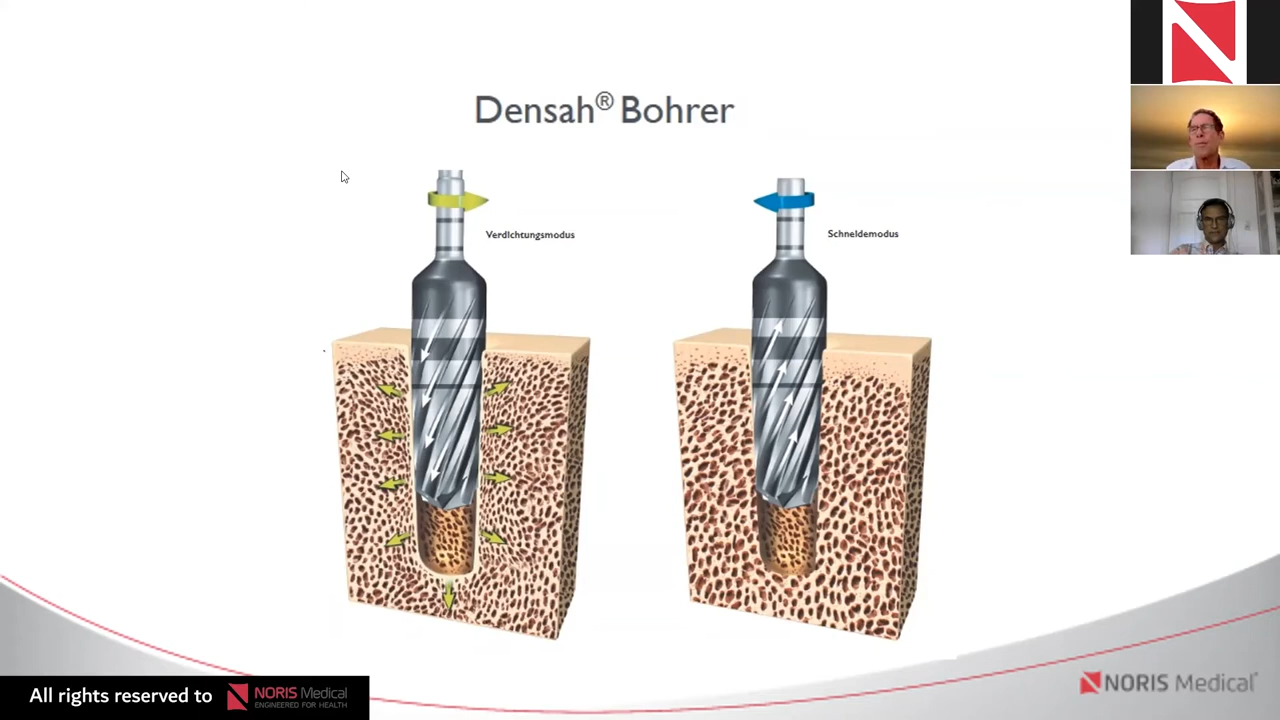 Densah® Bohrer
Verdichtungsmodus
Schneidemodus
All rights reserved to NORIS Medical
ENGINEERED FOR HEALTH
NORIS Medical